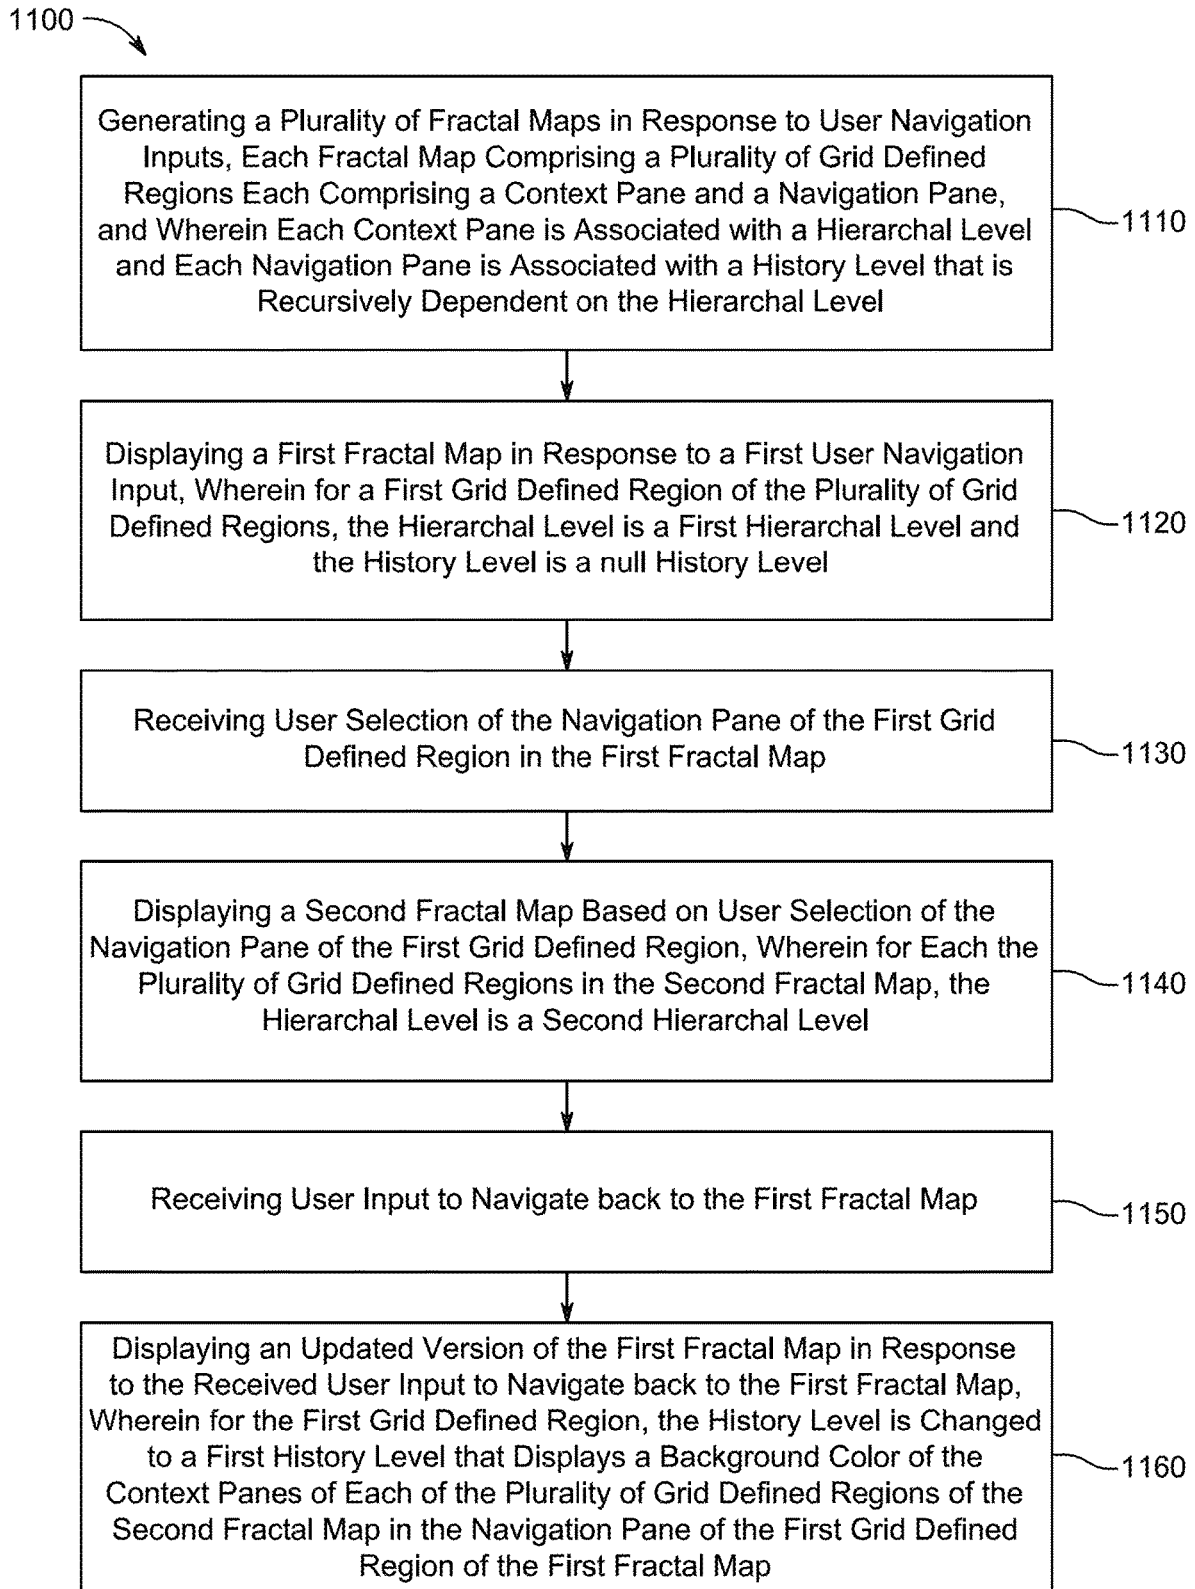 1100
Generating a Plurality of Fractal Maps in Response to User Navigation
Inputs, Each Fractal Map Comprising a Plurality of Grid Defined
Regions Each Comprising a Context Pane and a Navigation Pane,
and Wherein Each Context Pane is Associated with a Hierarchal Level
and Each Navigation Pane is Associated with a History Level that is
Recursively Dependent on the Hierarchal Level
1110
Displaying a First Fractal Map in Response to a First User Navigation
Input, Wherein for a First Grid Defined Region of the Plurality of Grid
Defined Regions, the Hierarchal Level is a First Hierarchal Level and
the History Level is a null History Level
1120
Receiving User Selection of the Navigation Pane of the First Grid
Defined Region in the First Fractal Map
1130
Displaying a Second Fractal Map Based on User Selection of the
Navigation Pane of the First Grid Defined Region, Wherein for Each the
Plurality of Grid Defined Regions in the Second Fractal Map, the
Hierarchal Level is a Second Hierarchal Level
1140
Receiving User Input to Navigate back to the First Fractal Map
1150
Displaying an Updated Version of the First Fractal Map in Response
to the Received User Input to Navigate back to the First Fractal Map,
Wherein for the First Grid Defined Region, the History Level is Changed
to a First History Level that Displays a Background Color of the
Context Panes of Each of the Plurality of Grid Defined Regions of the
Second Fractal Map in the Navigation Pane of the First Grid Defined
Region of the First Fractal Map
1160